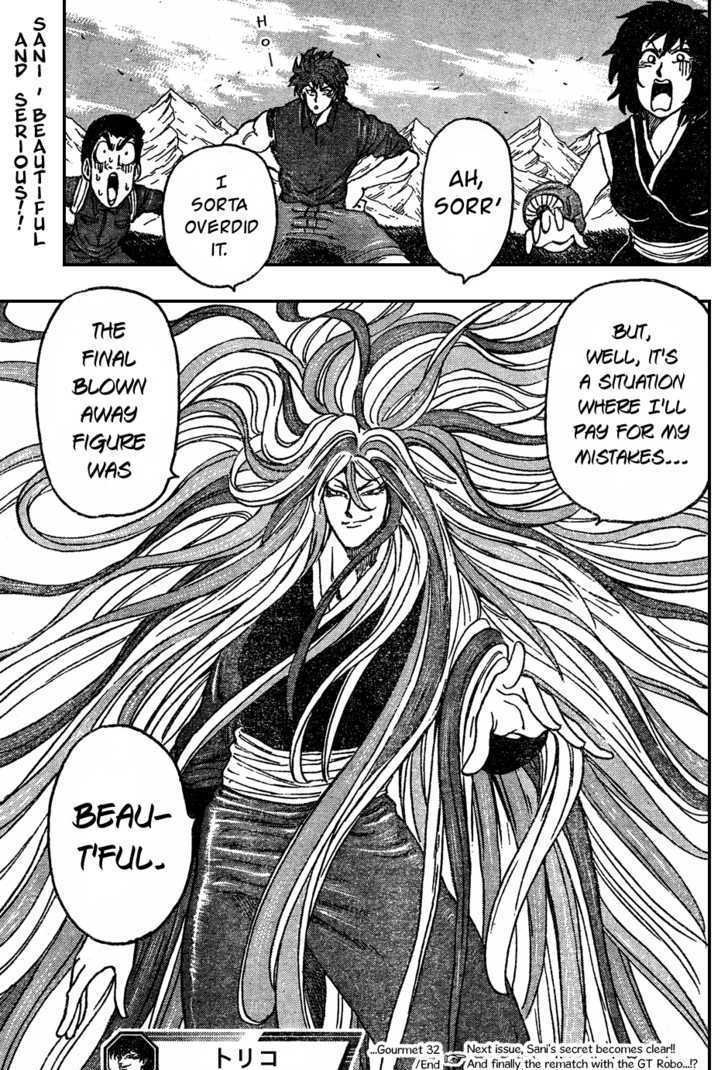 AH,
SORR'
I
SORTA
OVERDID
IT.
HOI
SANI, BEAUTIFUL
AND SERIOUS!!
BUT,
WELL, IT'S
A SITUATION
WHERE I'LL
PAY FOR MY
MISTAKES...
THE
FINAL
BLOWN
AWAY
FIGURE
WAS
BEAU-
T'FUL.
トリコ
...Gourmet 32
/End
Next issue, Sani's secret becomes clear!!
And finally the rematch with the GT Robo...!?